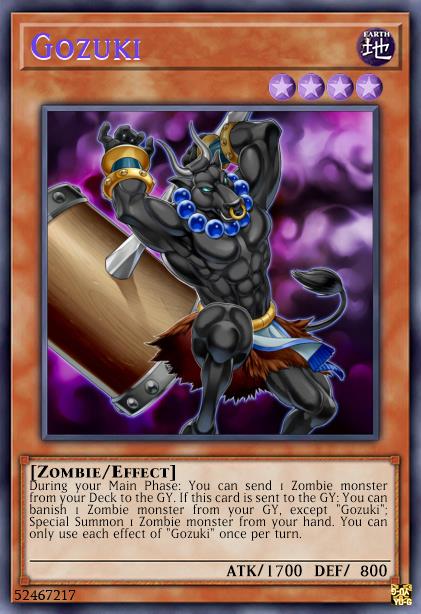 Gozuki
EARTH
地
[Zombie/Effect]
During your Main Phase: You can send 1 Zombie monster
from your Deck to the GY. If this card is sent to the GY: You can
banish 1 Zombie monster from your GY, except "Gozuki";
Special Summon 1 Zombie monster from your hand. You can
only use each effect of "Gozuki" once per turn.
ATK/1700 DEF/ 800
52467217